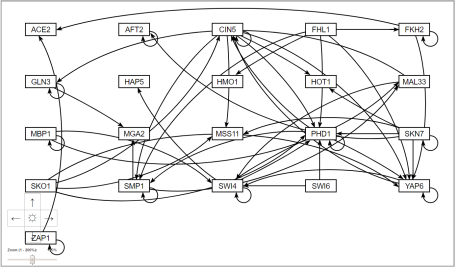 ACE2 AFT2 CIN5 FHL1 FKH2
GLN3 HAP5 HMO1 HOT1 MAL33
MBP1 MGA2 MSS11 PHD1 SKN7
SKO1 SMP1 SWI4 SWI6 YAP6
ZAP1